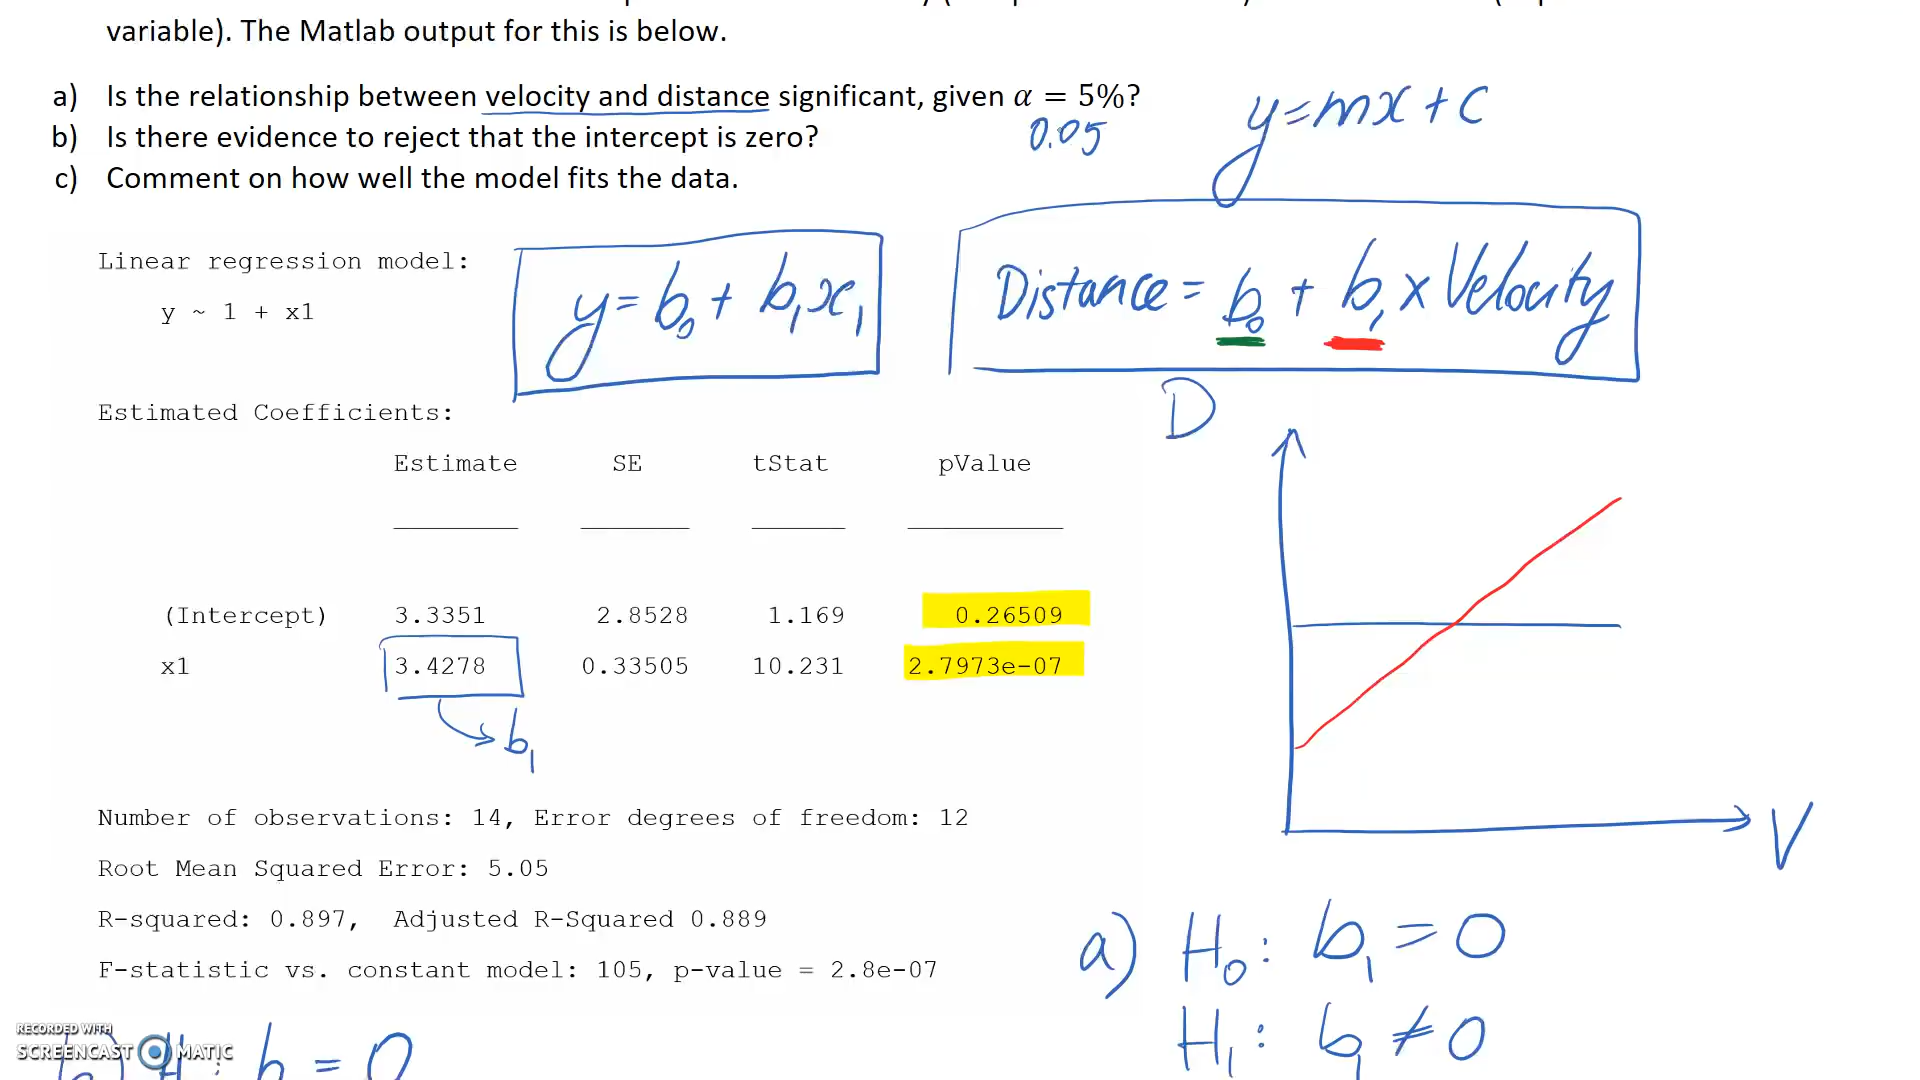 variable). The Matlab output for this is below.
a) Is the relationship between velocity and distance significant, given α = 5%?
0.05
y=mx+c
b) Is there evidence to reject that the intercept is zero?
c) Comment on how well the model fits the data.
Linear regression model:
y ~ 1 + x1
y = b₀ + b₁x₁
Distance = b₀ + b₁ x Velocity
Estimated Coefficients:
Estimate SE tStat pValue
(Intercept) 3.3351 2.8528 1.169 0.26509
x1 3.4278 0.33505 10.231 2.7973e-07
b₁
D
V
Number of observations: 14, Error degrees of freedom: 12
Root Mean Squared Error: 5.05
R-squared: 0.897, Adjusted R-Squared 0.889
F-statistic vs. constant model: 105, p-value = 2.8e-07
a) H₀: b₁ = 0
H₁: b₁ ≠ 0
RECORDED WITH
SCREENCAST MATIC